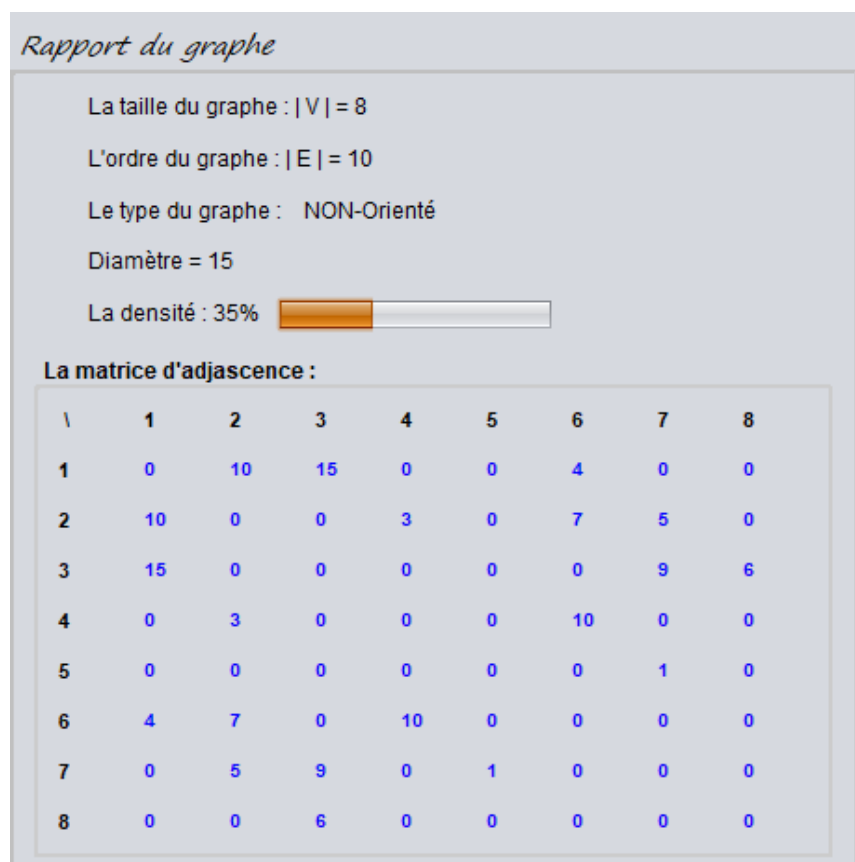 Rapport du graphe
La taille du graphe : | V | = 8
L'ordre du graphe : | E | = 10
Le type du graphe : NON-Orienté
Diamètre = 15
La densité : 35%
La matrice d'adjascence :
\ 1 2 3 4 5 6 7 8
1 0 10 15 0 0 4 0 0
2 10 0 0 3 0 7 5 0
3 15 0 0 0 0 0 9 6
4 0 3 0 0 0 10 0 0
5 0 0 0 0 0 0 1 0
6 4 7 0 10 0 0 0 0
7 0 5 9 0 1 0 0 0
8 0 0 6 0 0 0 0 0